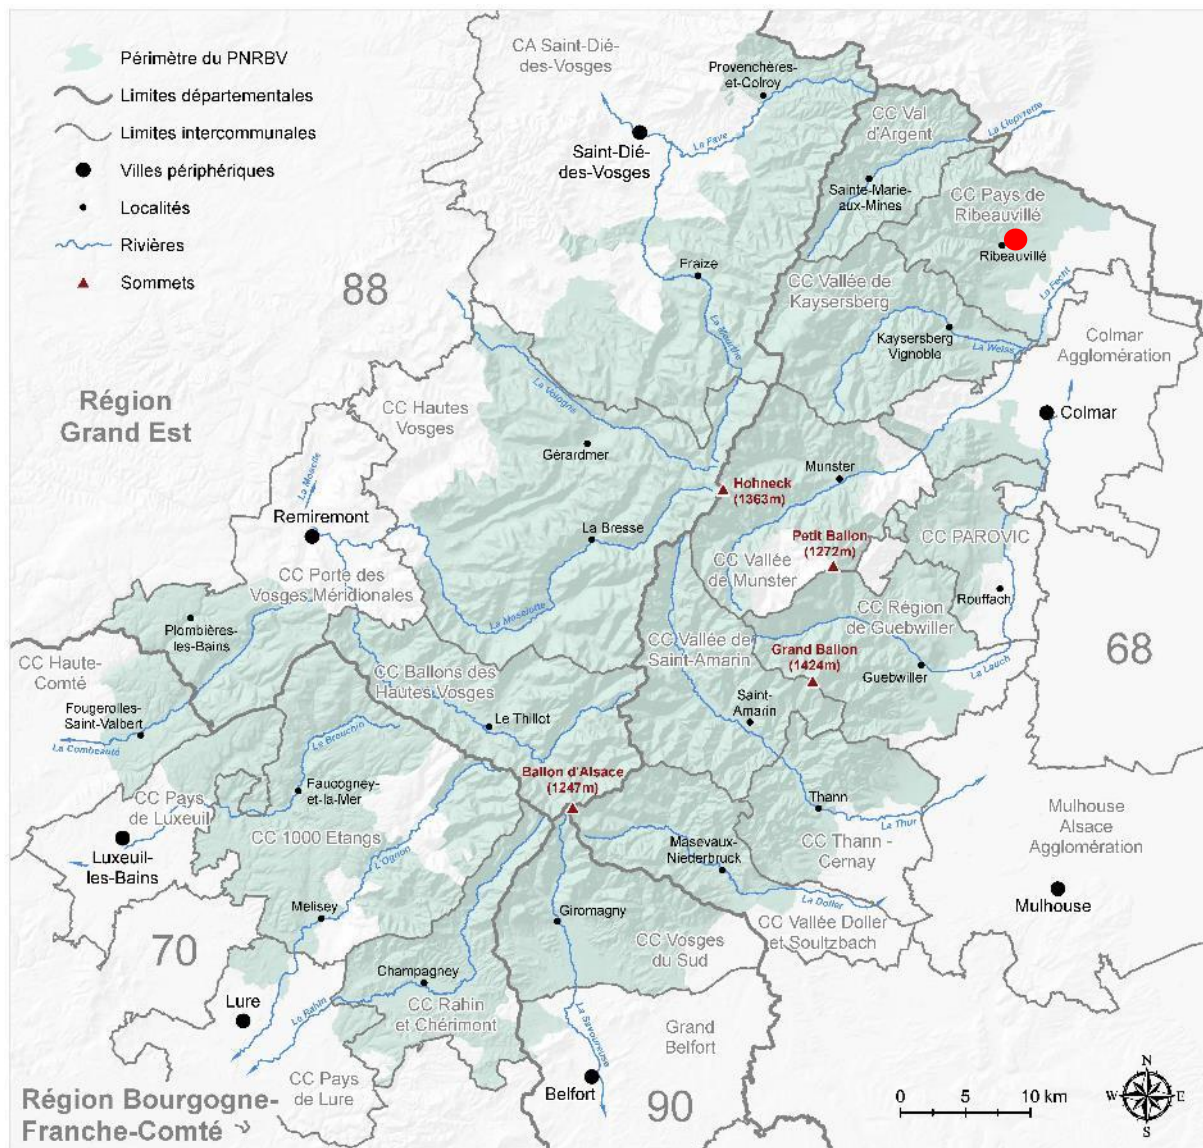 Périmètre du PNRBV
Limites départementales
Limites intercommunales
Villes périphériques
Localités
Rivières
Sommets
CA Saint-Dié-
des-Vosges
Provenchères-
et-Colroy
La Fave
Saint-Dié-
des-Vosges
CC Val
d'Argent
La Liepvrette
Sainte-Marie-
aux-Mines
CC Pays de
Ribeauvillé
Ribeauvillé
88
Fraize
La Meurthe
CC Vallée de
Kaysersberg
La Fecht
Kaysersberg
Vignoble
La Weiss
Colmar
Agglomération
Région
Grand Est
CC Hautes
Vosges
La Vologne
Gérardmer
Colmar
Munster
Hohneck
(1363m)
La Moselle
Remiremont
La Bresse
Petit Ballon
(1272m)
CC PAROVIC
CC Vallée
de Munster
CC Porte des
Vosges Méridionales
Rouffach
Plombières-
les-Bains
La Moselotte
CC Région
de Guebwiller
CC Vallée de
Saint-Amarin
Grand Ballon
(1424m)
68
CC Haute-
Comté
CC Ballons des
Hautes Vosges
Guebwiller
La Lauch
Fougerolles-
Saint-Valbert
La Combeauté
Le Breuchin
Le Thillot
Saint-
Amarin
Ballon d'Alsace
(1247m)
Faucogney-
et-la-Mer
CC Pays
de Luxeuil
Thann
La Thur
Mulhouse
Alsace
Agglomération
CC 1000 Etangs
Luxeuil-
les-Bains
L'Ognon
Masevaux-
Niederbruck
CC Thann -
Cernay
Mulhouse
La Doller
Melisey
Giromagny
CC Vallée Doller
et Soultzbach
70
CC Vosges
du Sud
Champagney
Lure
Le Rahin
CC Rahin
et Chérimont
La Savoureuse
Grand
Belfort
CC Pays
de Lure
Belfort
90
Région Bourgogne-
Franche-Comté
0 5 10 km
N
W E
S